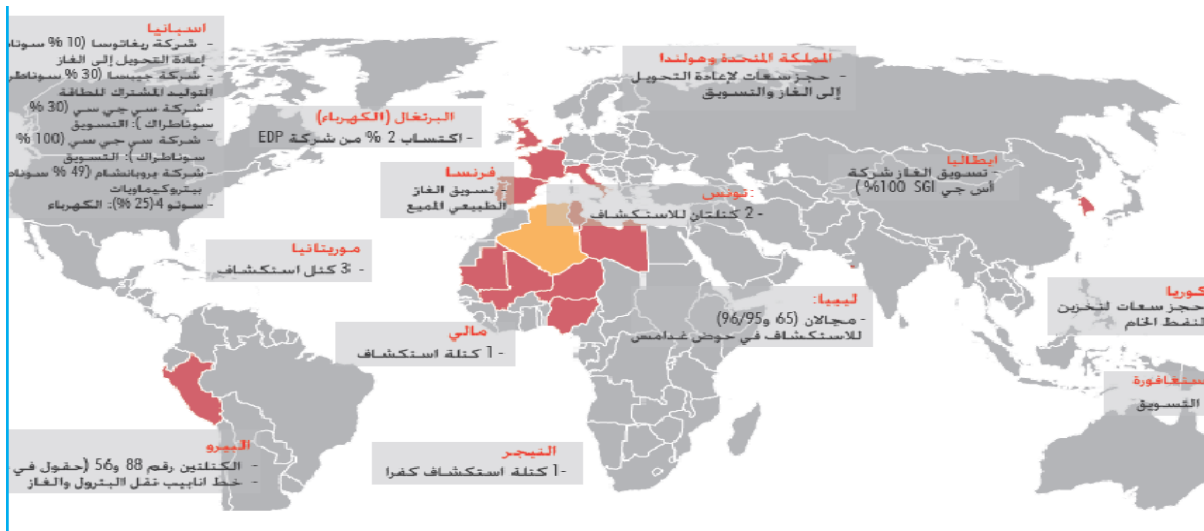 اسبانيا
- شركة ريغانوسا (10 % سوناط
إعادة التحويل إلى الغاز
- شركة جيبسا (30 % سوناطر
التوليد المشترك للطاقة
- شركة سي جي سي (30 %
سوناطراك ): التسويق
- شركة سي جي سي (100 %
سوناطراك ): التسويق
- شركة بروبانشام (49 % سوناط
بيتروكيماويات
- سوتو 4 (25 %): الكهرباء
البرتغال (الكهرباء)
- اكتساب 2 % من شركة EDP
المملكة المتحدة وهولندا
- حجز سعات لإعادة التحويل
إلى الغاز والتسويق
فرنسا
- تسويق الغاز
الطبيعي المميع
ايطاليا
- تسويق الغاز شركة
أس جي SGI 100% )
تونس:
- 2 كتلتان للاستكشاف
موريتانيا
- 3 كتل استكشاف:
ليبيا:
- مجالان (65 و96/95)
للاستكشاف في حوض غدامس
كوريا
حجز سعات لتخزين
النفط الخام
مالي
- 1 كتلة استكشاف
سنغافورة
التسويق
البيرو
- الكتلتين رقم 88 و56 (حقول في
- خط انابيب نقل البترول والغاز
النيجر
- 1 كتلة استكشاف كفرا